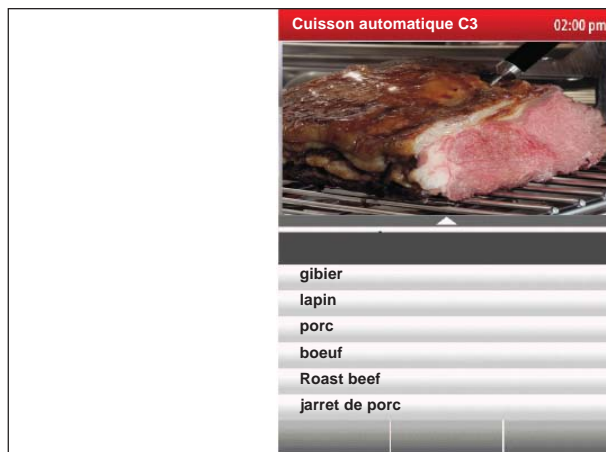 Cuisson automatique C3
02:00 pm
gibier
lapin
porc
boeuf
Roast beef
jarret de porc